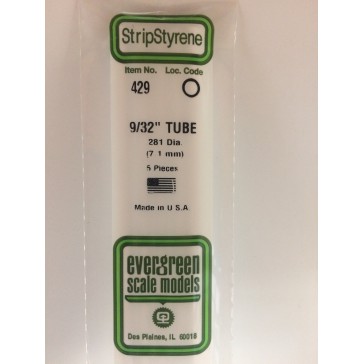 StripStyrene
Item No. Loc. Code
429
9/32" TUBE
281 Dia.
(7.1 mm)
5 Pieces
Made in U.S.A.
evergreen
scale models
Des Plaines, IL 60018